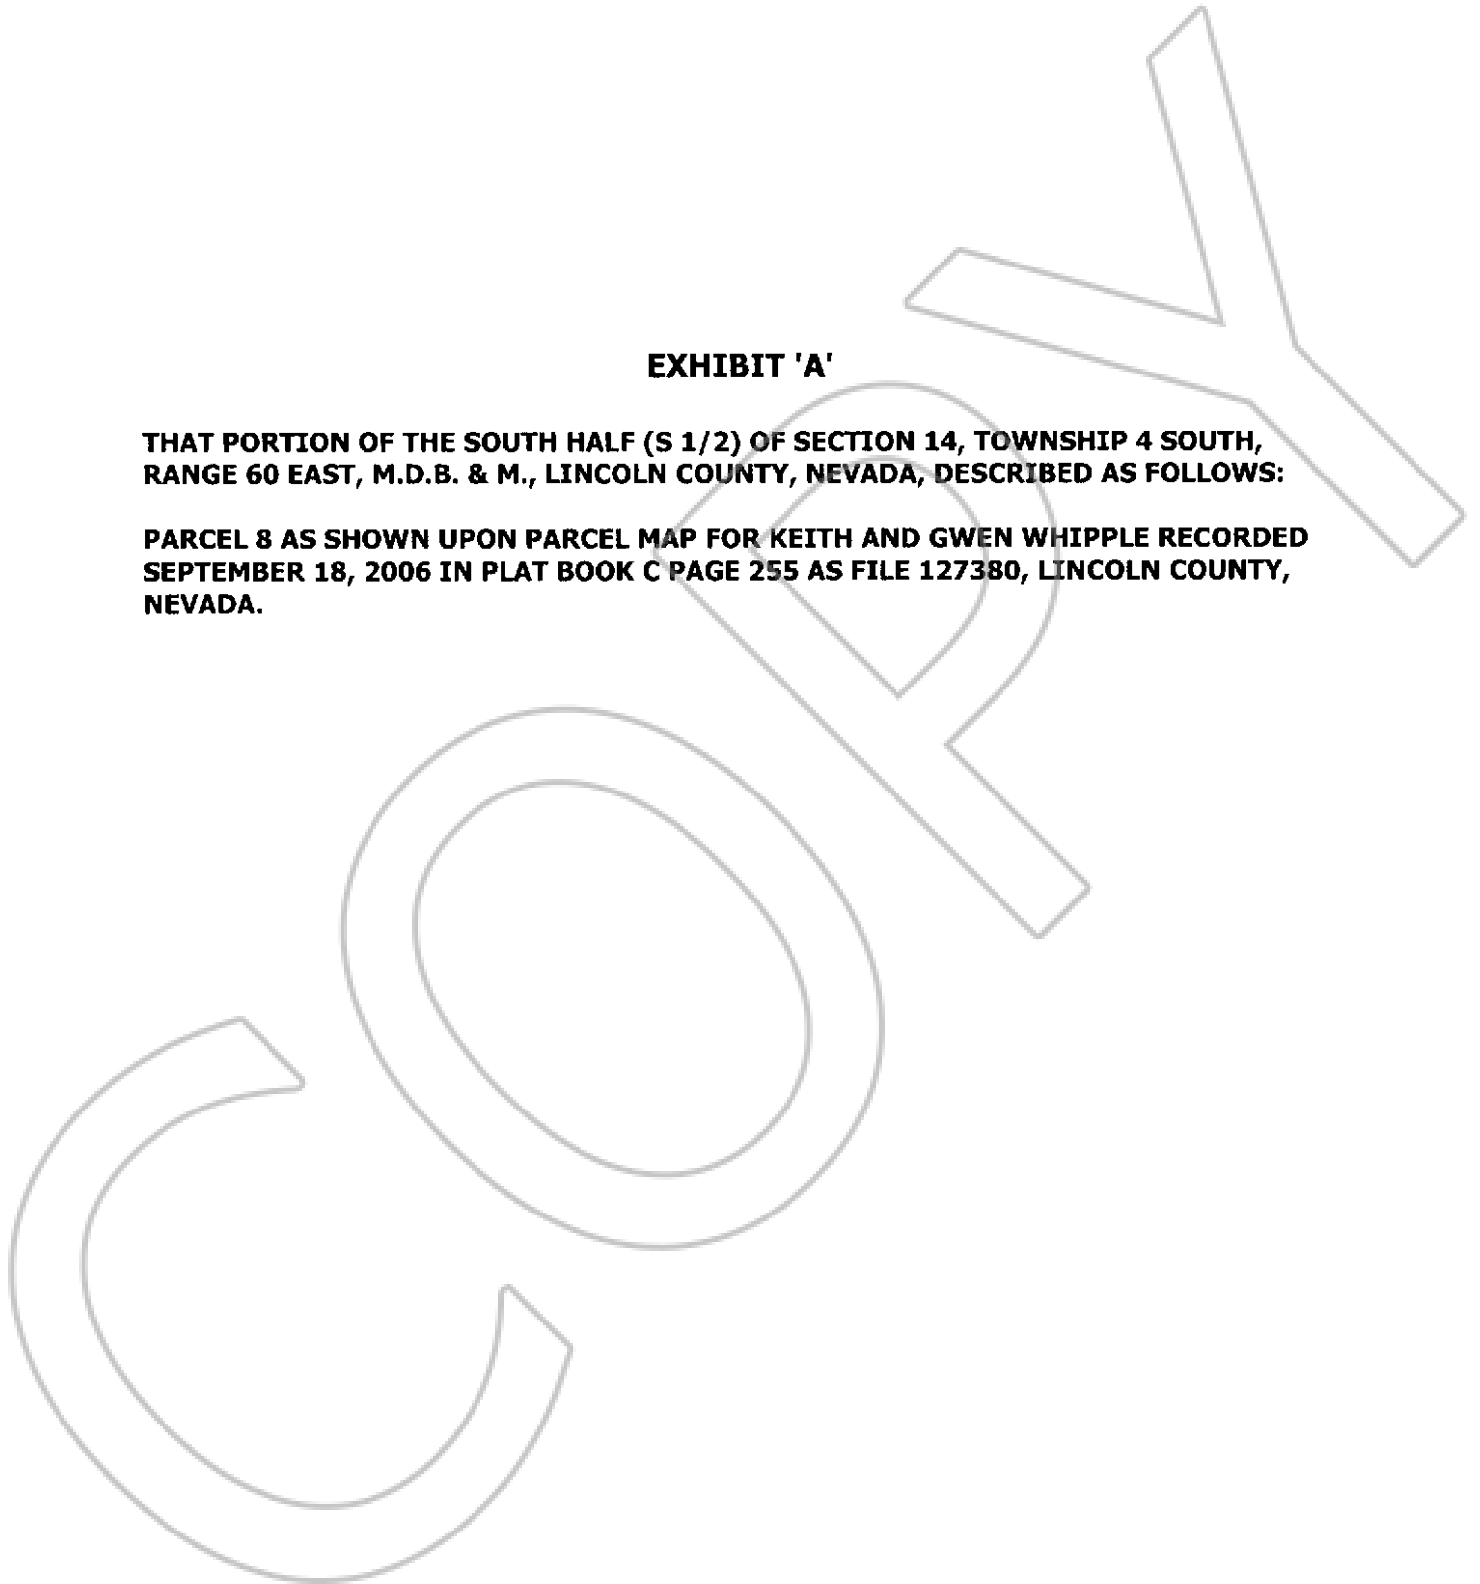 EXHIBIT 'A'
THAT PORTION OF THE SOUTH HALF (S 1/2) OF SECTION 14, TOWNSHIP 4 SOUTH,
RANGE 60 EAST, M.D.B. & M., LINCOLN COUNTY, NEVADA, DESCRIBED AS FOLLOWS:
PARCEL 8 AS SHOWN UPON PARCEL MAP FOR KEITH AND GWEN WHIPPLE RECORDED
SEPTEMBER 18, 2006 IN PLAT BOOK C PAGE 255 AS FILE 127380, LINCOLN COUNTY,
NEVADA.
COPY